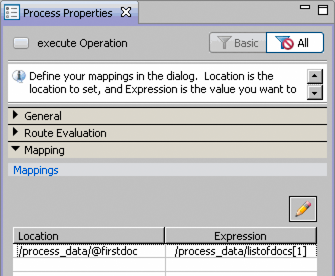 Process Properties
execute Operation
Basic
All
Define your mappings in the dialog. Location is the
location to set, and Expression is the value you want to
General
Route Evaluation
Mapping
Mappings
Location Expression
/process_data/@firstdoc /process_data/listofdocs[1]